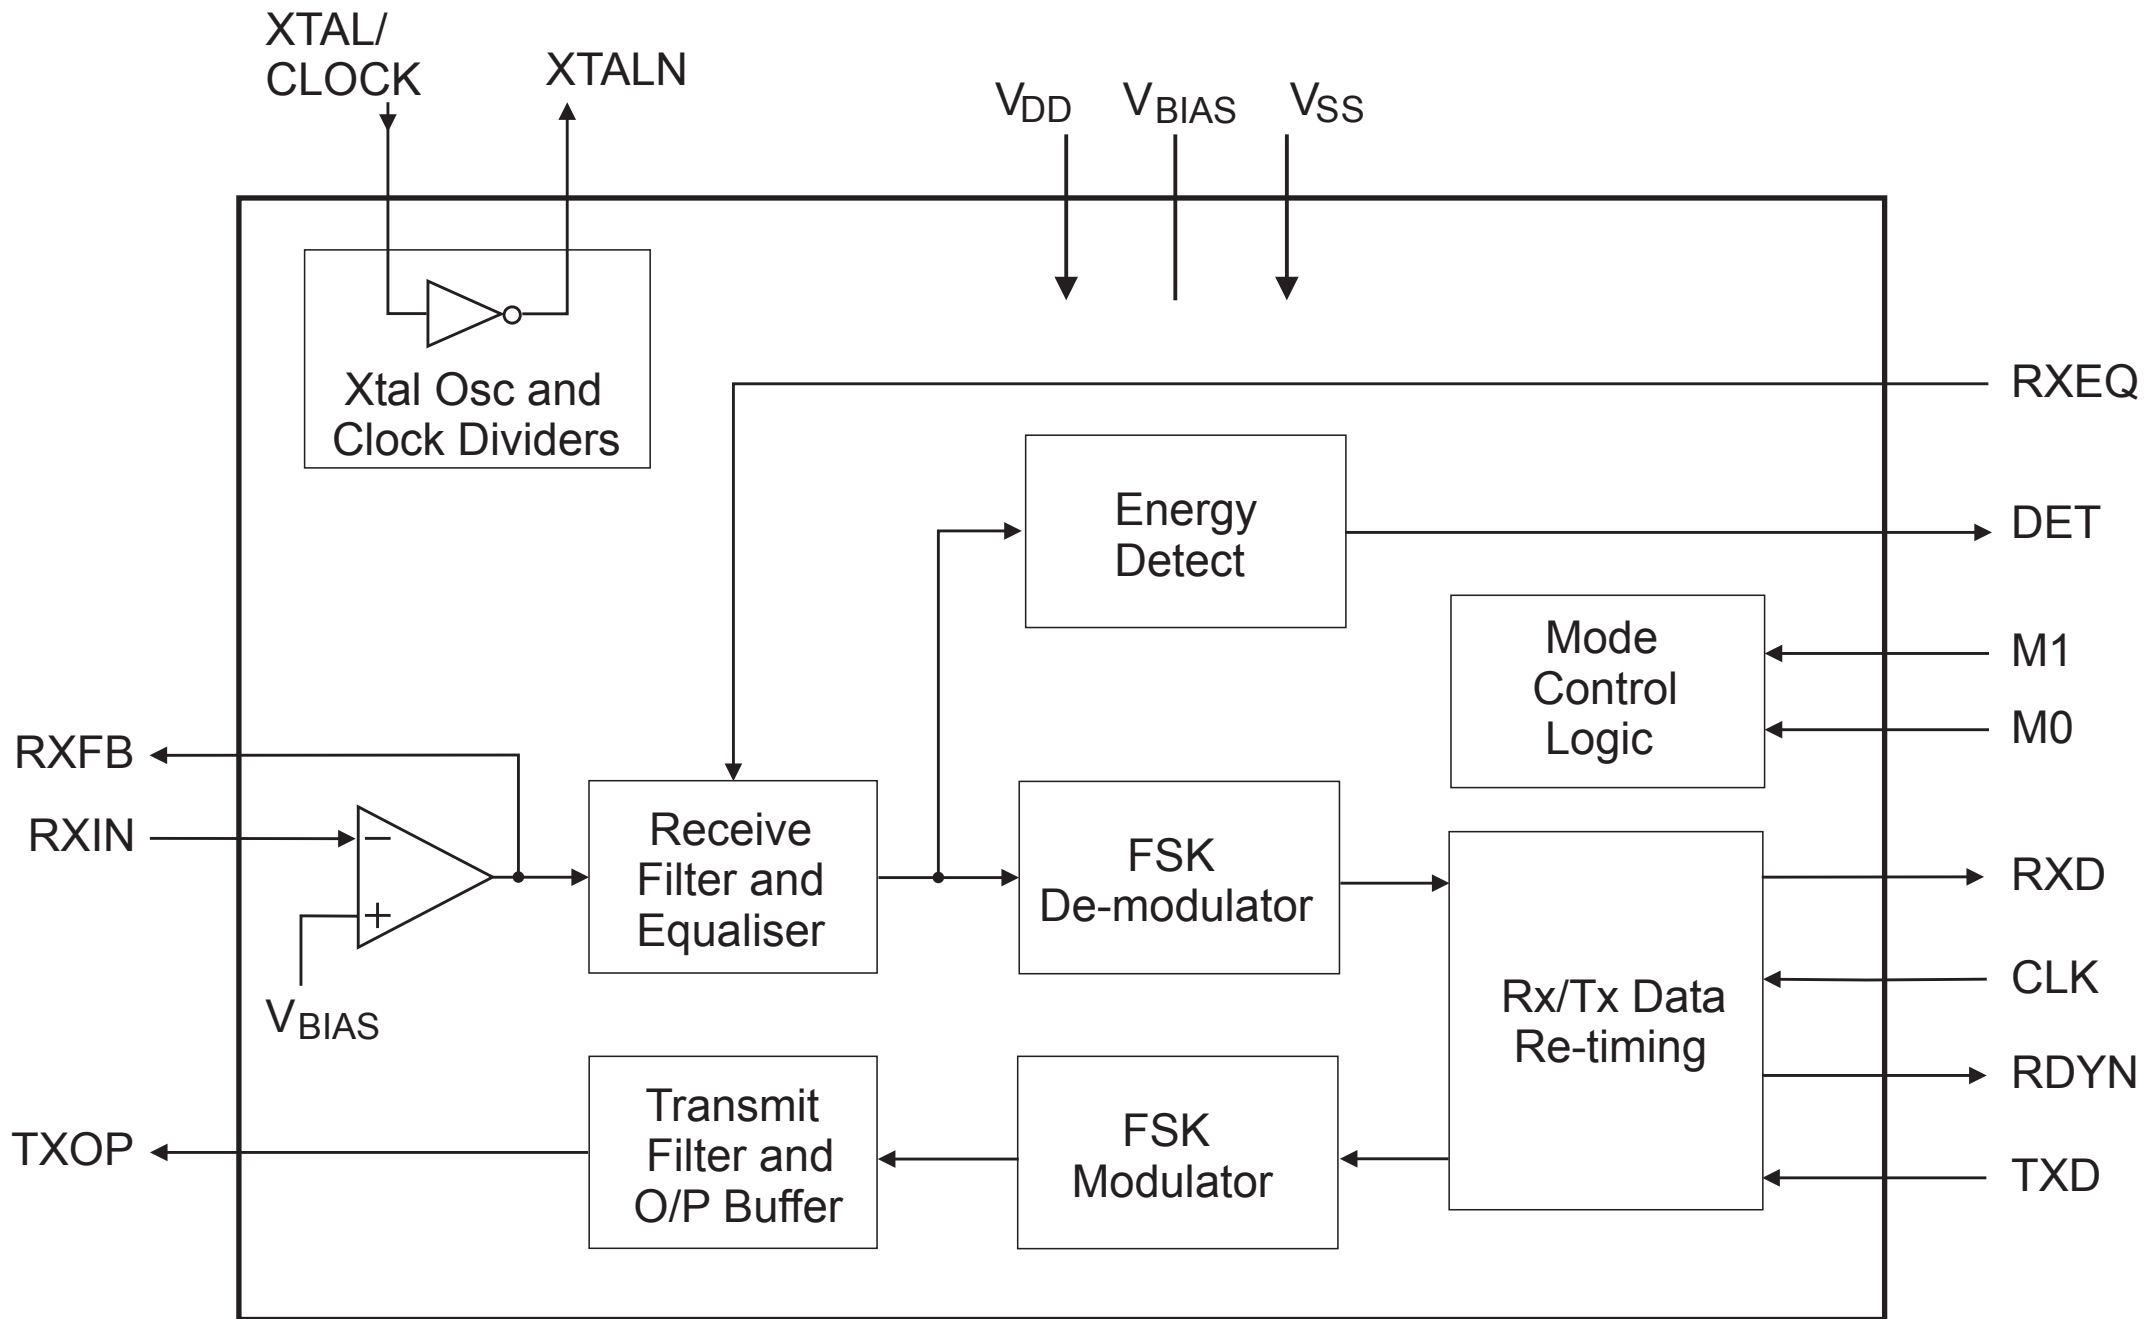 XTAL/
CLOCK
XTALN
VDD
VBIAS
VSS
Xtal Osc and
Clock Dividers
RXEQ
Energy
Detect
DET
Mode
Control
Logic
M1
M0
RXFB
RXIN
−
+
VBIAS
Receive
Filter and
Equaliser
FSK
De-modulator
Rx/Tx Data
Re-timing
RXD
CLK
RDYN
TXD
TXOP
Transmit
Filter and
O/P Buffer
FSK
Modulator